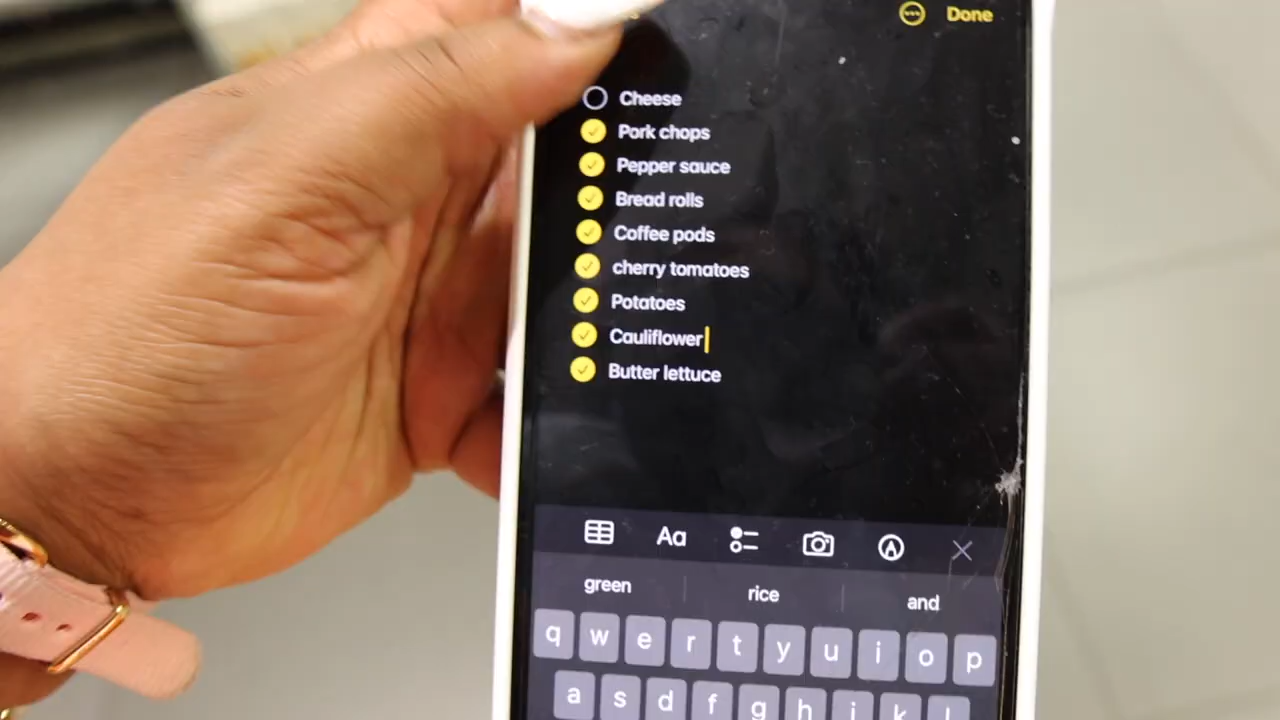 Done
Cheese
Pork chops
Pepper sauce
Bread rolls
Coffee pods
cherry tomatoes
Potatoes
Cauliflower
Butter lettuce
Aa
green rice and
q w e r t y u i o p
a s d f g h j k l